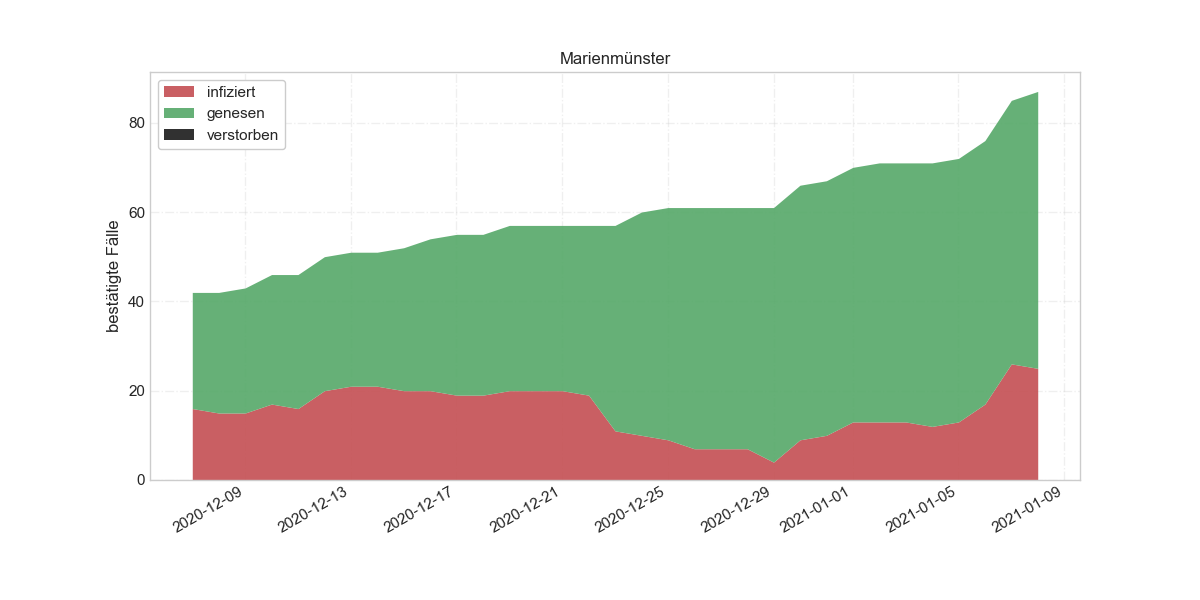 Marienmünster
infiziert
genesen
verstorben
bestätigte Fälle
80
60
40
20
0
2020-12-09
2020-12-13
2020-12-17
2020-12-21
2020-12-25
2020-12-29
2021-01-01
2021-01-05
2021-01-09